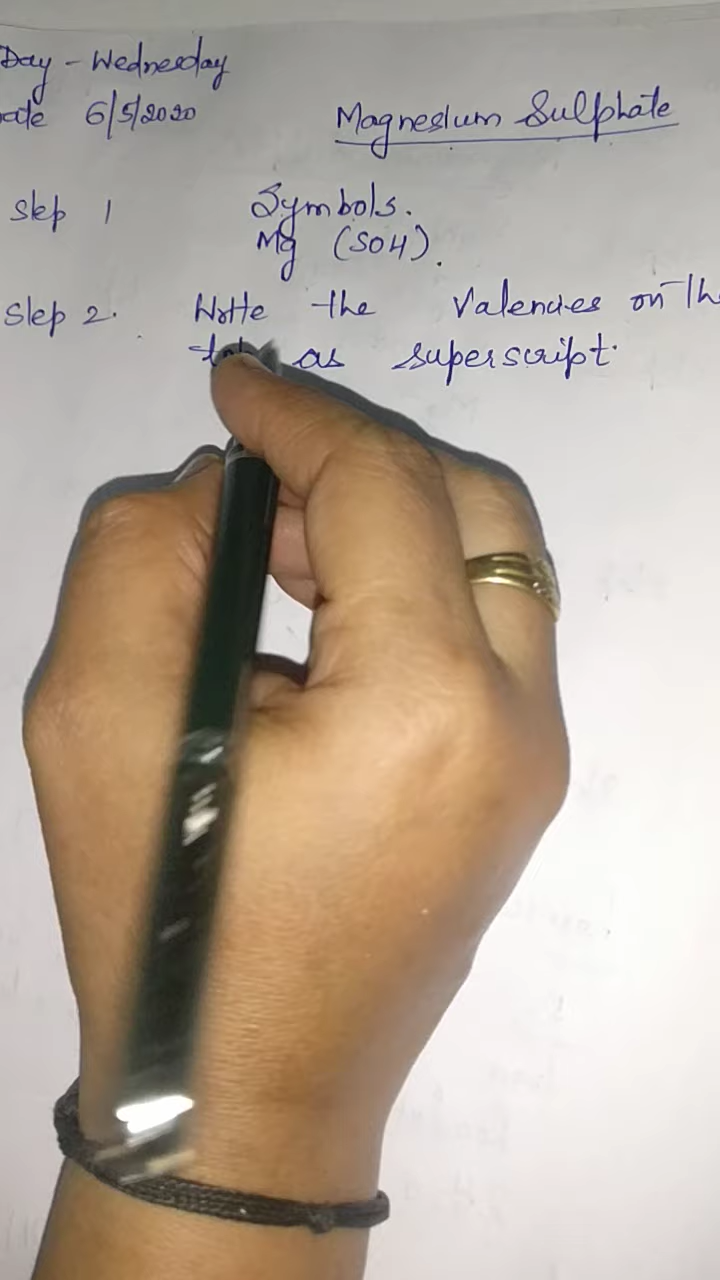 Day - Wednesday
ate 6/5/2020
Magnesium Sulphate
Step 1 Symbols.
Mg (SO4).
Step 2. Write the Valencies on the
as superscript.